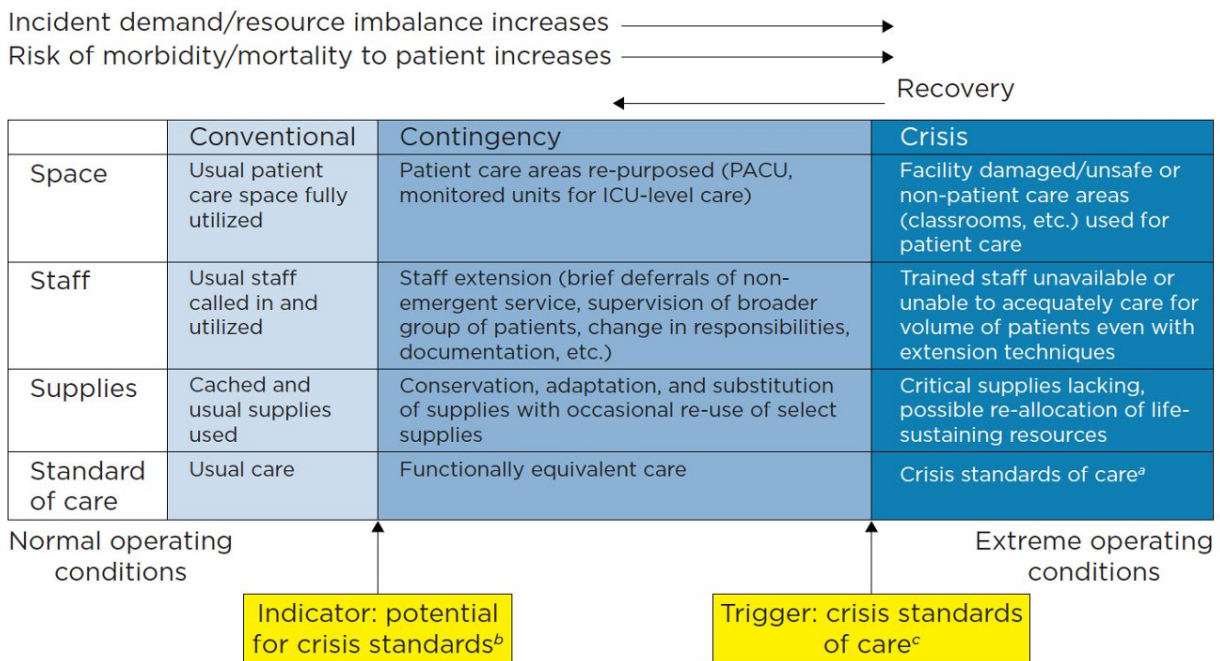 Incident demand/resource imbalance increases
Risk of morbidity/mortality to patient increases
Recovery
Conventional
Contingency
Crisis
Space
Usual patient
care space fully
utilized
Patient care areas re-purposed (PACU,
monitored units for ICU-level care)
Facility damaged/unsafe or
non-patient care areas
(classrooms, etc.) used for
patient care
Staff
Usual staff
called in and
utilized
Staff extension (brief deferrals of non-
emergent service, supervision of broader
group of patients, change in responsibilities,
documentation, etc.)
Trained staff unavailable or
unable to acequately care for
volume of patients even with
extension techniques
Supplies
Cached and
usual supplies
used
Conservation, adaptation, and substitution
of supplies with occasional re-use of select
supplies
Critical supplies lacking,
possible re-allocation of life-
sustaining resources
Standard
of care
Usual care
Functionally equivalent care
Crisis standards of careᵃ
Normal operating
conditions
Extreme operating
conditions
Indicator: potential
for crisis standardsᵇ
Trigger: crisis standards
of careᶜ